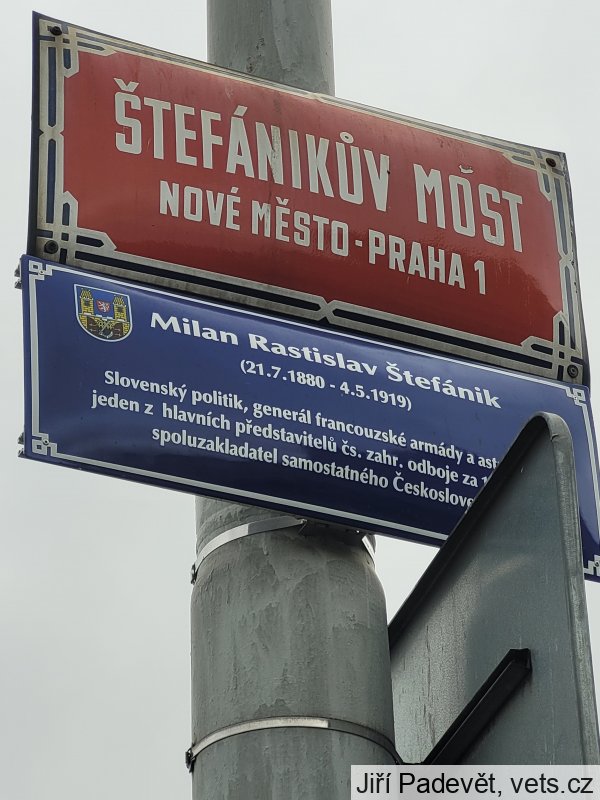 ŠTEFÁNIKŮV MOST
NOVÉ MĚSTO - PRAHA 1
Milan Rastislav Štefánik
(21.7.1880 - 4.5.1919)
Slovenský politik, generál francouzské armády a
jeden z hlavních představitelů čs. zahr. odboje za
spoluzakladatel samostatného
Jiří Padevět, vets.cz